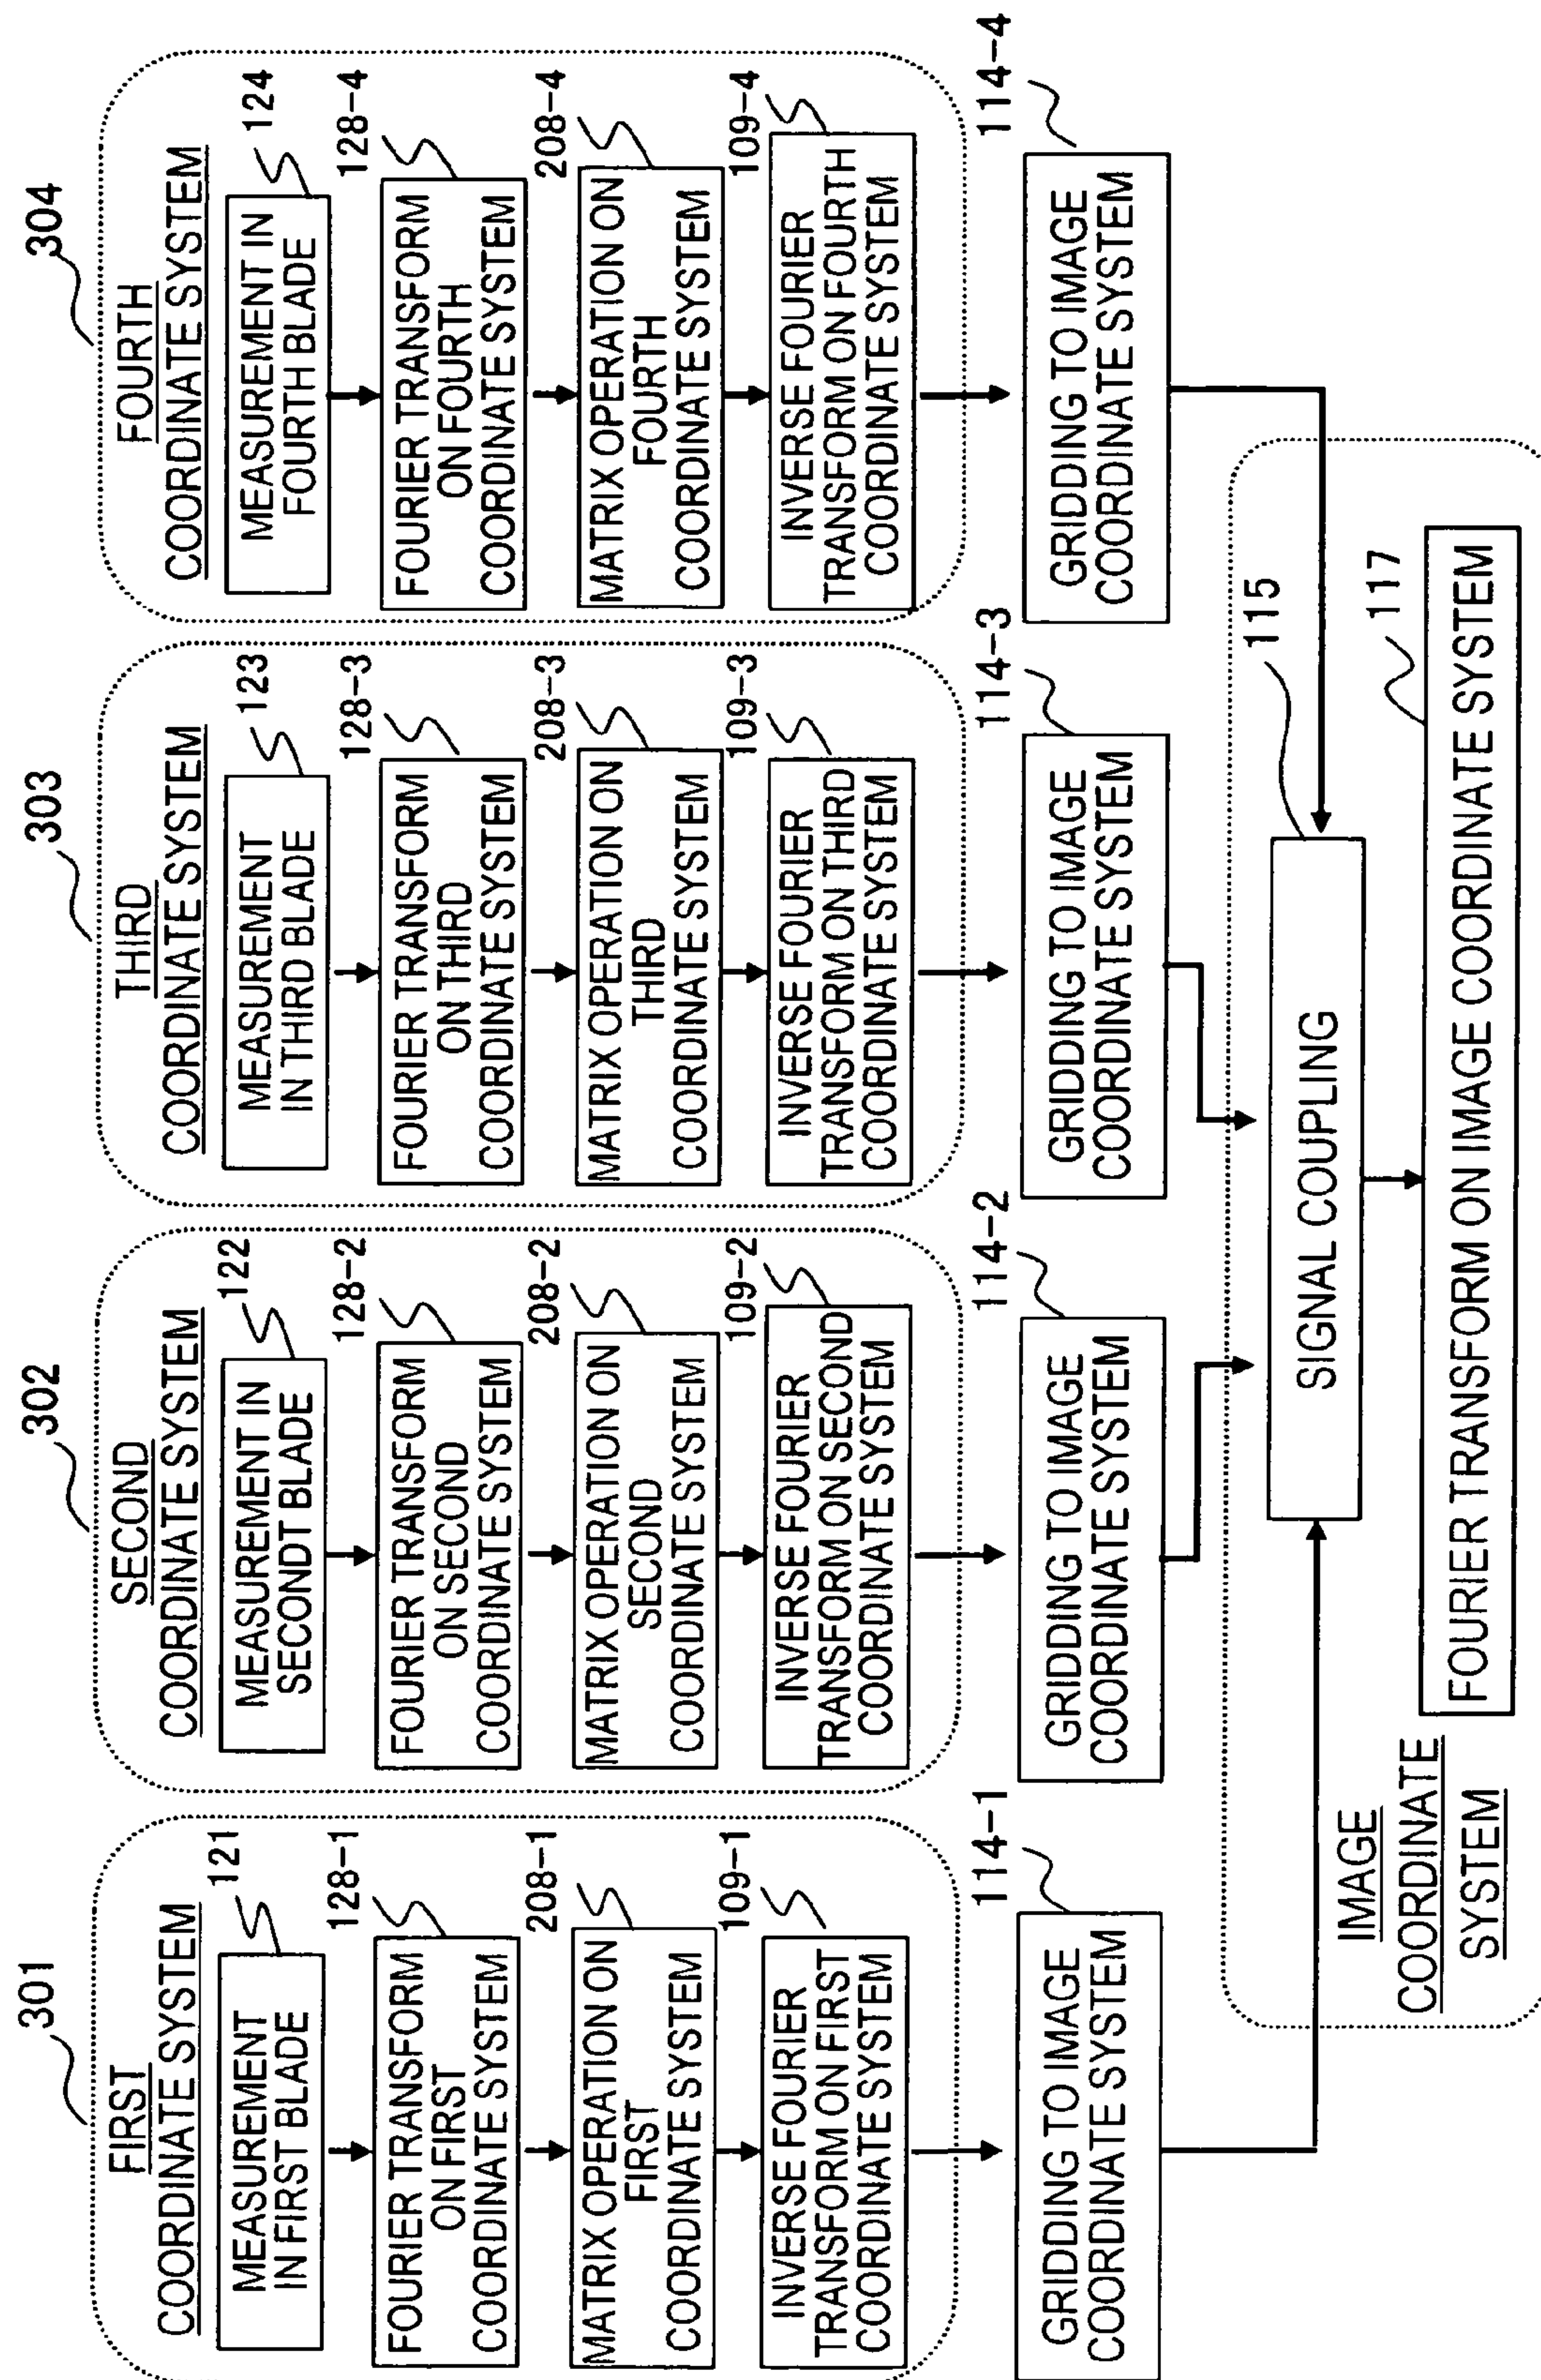 301
FIRST
COORDINATE SYSTEM
121
MEASUREMENT
IN FIRST BLADE
128-1
FOURIER TRANSFORM
ON FIRST
COORDINATE SYSTEM
208-1
MATRIX OPERATION ON
FIRST
COORDINATE SYSTEM
109-1
INVERSE FOURIER
TRANSFORM ON FIRST
COORDINATE SYSTEM
114-1
GRIDDING TO IMAGE
COORDINATE SYSTEM
302
SECOND
COORDINATE SYSTEM
122
MEASUREMENT IN
SECONDT BLADE
128-2
FOURIER TRANSFORM
ON SECOND
COORDINATE SYSTEM
208-2
MATRIX OPERATION ON
SECOND
COORDINATE SYSTEM
109-2
INVERSE FOURIER
TRANSFORM ON SECOND
COORDINATE SYSTEM
114-2
GRIDDING TO IMAGE
COORDINATE SYSTEM
303
THIRD
COORDINATE SYSTEM
123
MEASUREMENT
IN THIRD BLADE
128-3
FOURIER TRANSFORM
ON THIRD
COORDINATE SYSTEM
208-3
MATRIX OPERATION ON
THIRD
COORDINATE SYSTEM
109-3
INVERSE FOURIER
TRANSFORM ON THIRD
COORDINATE SYSTEM
114-3
GRIDDING TO IMAGE
COORDINATE SYSTEM
304
FOURTH
COORDINATE SYSTEM
124
MEASUREMENT IN
FOURTH BLADE
128-4
FOURIER TRANSFORM
ON FOURTH
COORDINATE SYSTEM
208-4
MATRIX OPERATION ON
FOURTH
COORDINATE SYSTEM
109-4
INVERSE FOURIER
TRANSFORM ON FOURTH
COORDINATE SYSTEM
114-4
GRIDDING TO IMAGE
COORDINATE SYSTEM
115
SIGNAL COUPLING
117
FOURIER TRANSFORM ON IMAGE COORDINATE SYSTEM
IMAGE
COORDINATE
SYSTEM